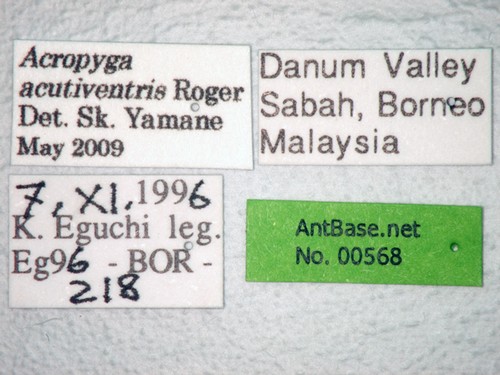 Acropyga
acutiventris Roger
Det. Sk. Yamane
May 2009
Danum Valley
Sabah, Borneo
Malaysia
7, XI, 1996
K. Eguchi leg.
Eg96 - BOR -
218
AntBase.net
No. 00568